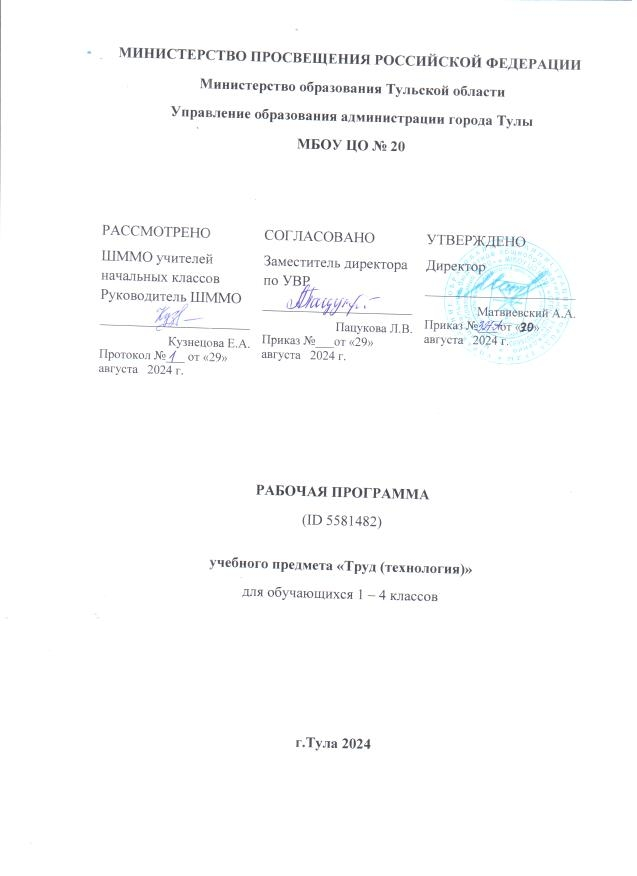 МИНИСТЕРСТВО ПРОСВЕЩЕНИЯ РОССИЙСКОЙ ФЕДЕРАЦИИ
Министерство образования Тульской области
Управление образования администрации города Тулы
МБОУ ЦО № 20
РАССМОТРЕНО
ШММО учителей
начальных классов
Руководитель ШММО
Кузнецова Е.А.
Протокол № 1 от «29»
августа 2024 г.
СОГЛАСОВАНО
Заместитель директора
по УВР
Пацукова Л.В.
Приказ №___от «29»
августа 2024 г.
УТВЕРЖДЕНО
Директор
Матвиевский А.А.
Приказ № от «30»
августа 2024 г.
РАБОЧАЯ ПРОГРАММА
(ID 5581482)
учебного предмета «Труд (технология)»
для обучающихся 1 – 4 классов
г.Тула 2024